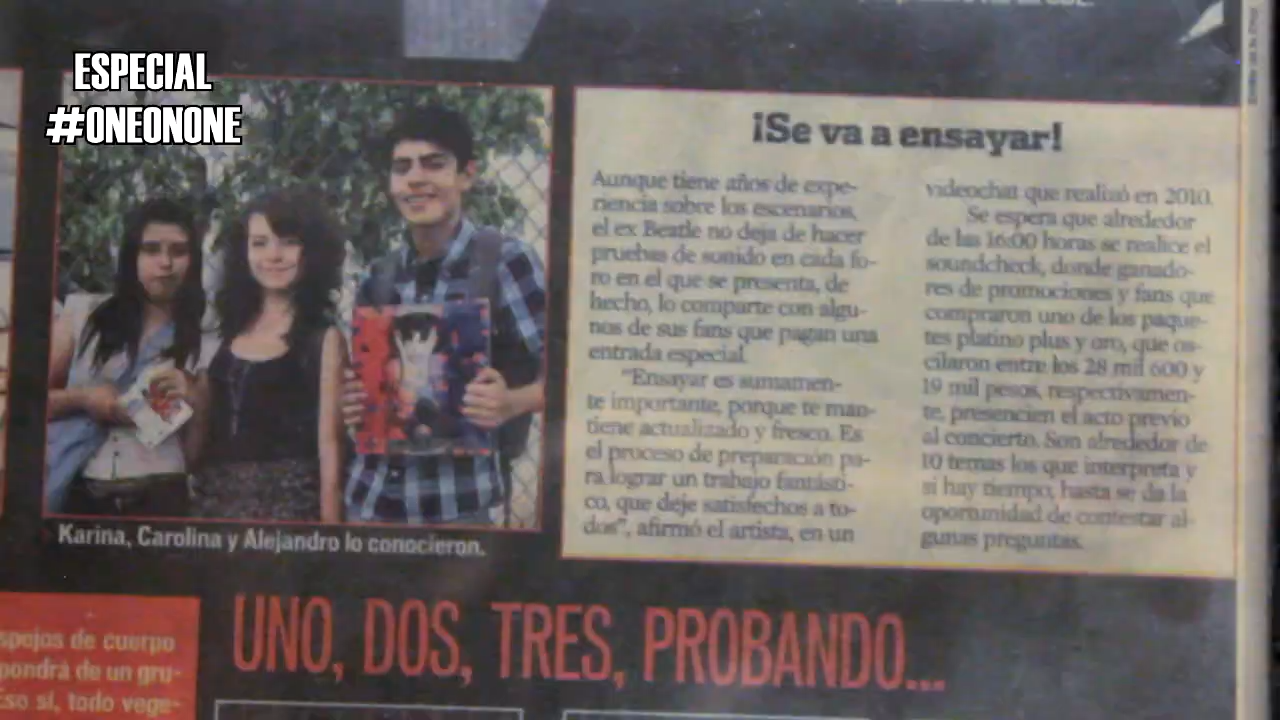 ESPECIAL
#ONEONONE
¡Se va a ensayar!
Aunque tiene años de expe-
riencia sobre los escenarios,
el ex Beatle no deja de hacer
pruebas de sonido en cada fo-
ro en el que se presenta, de
hecho, lo comparte con algu-
nos de sus fans que pagan una
entrada especial.
"Ensayar es sumamen-
te importante, porque te man-
tiene actualizado y fresco. Es
el proceso de preparación pa-
ra lograr un trabajo fantásti-
co, que deje satisfechos a to-
dos", afirmó el artista, en un
videochat que realizó en 2010.
Se espera que alrededor
de las 16:00 horas se realice el
soundcheck, donde ganado-
res de promociones y fans que
compraron uno de los paque-
tes platino plus y oro, que os-
cilaron entre los 28 mil 600 y
19 mil pesos, respectivamen-
te, presencien el acto previo
al concierto. Son alrededor de
10 temas los que interpreta y
si hay tiempo, hasta se da la
oportunidad de contestar al-
gunas preguntas.
Karina, Carolina y Alejandro lo conocieron.
spejos de cuerpo
pondrá de un gru-
Eso sí, todo vege-
UNO, DOS, TRES, PROBANDO...